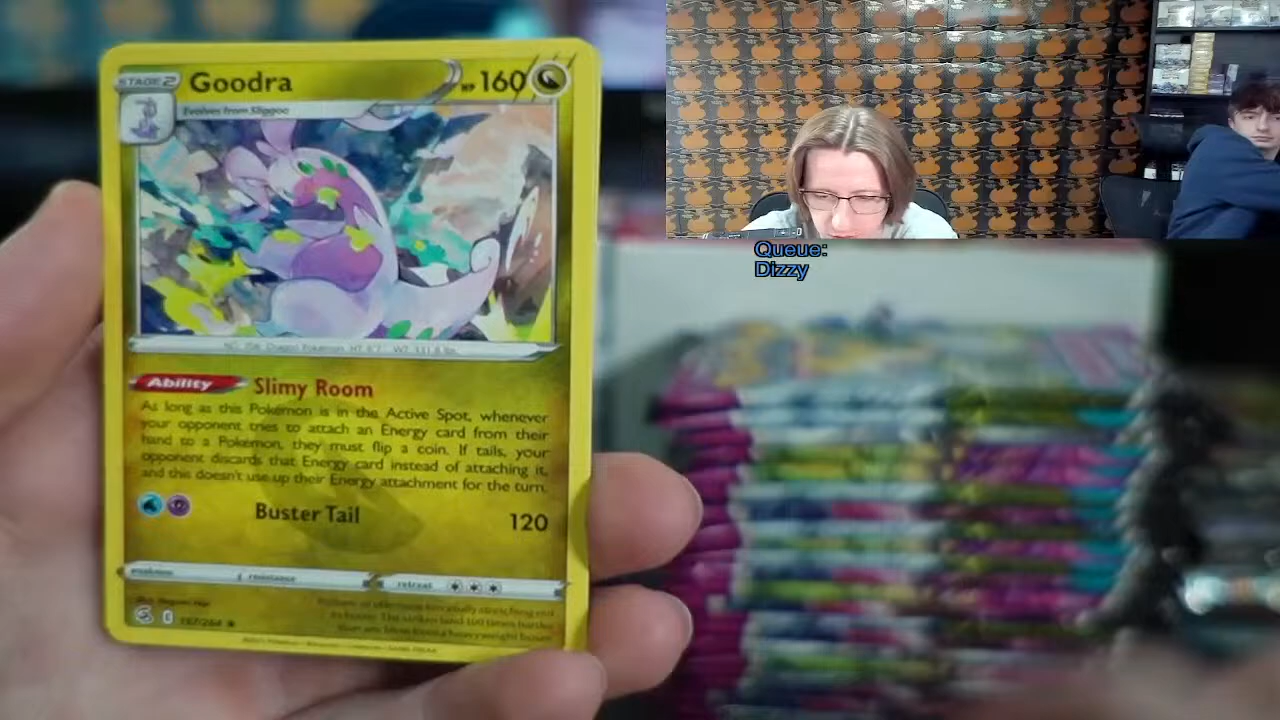 STAGE 2 Goodra HP 160
Evolves from Sliggoo
Ability Slimy Room
As long as this Pokémon is in the Active Spot, whenever
your opponent tries to attach an Energy card from their
hand to a Pokémon, they must flip a coin. If tails, your
opponent discards that Energy card instead of attaching it,
and this doesn't use up their Energy attachment for the turn.
Buster Tail 120
weakness resistance retreat
Queue:
Dizzy